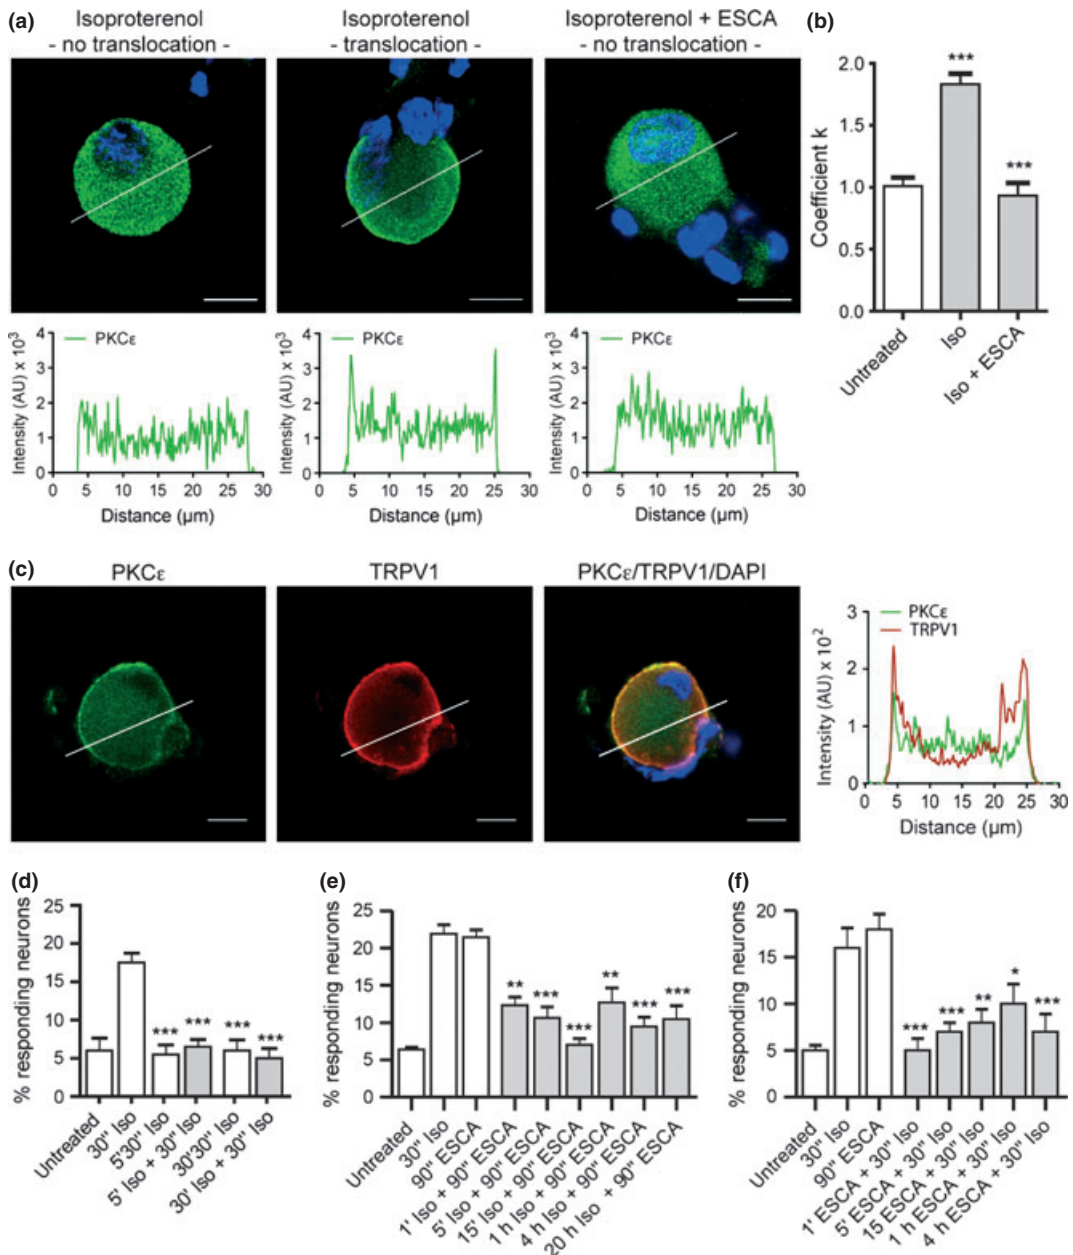 (a)
Isoproterenol
- no translocation -
Isoproterenol
- translocation -
Isoproterenol + ESCA
- no translocation -
4
3
2
1
0
Intensity (AU) x 10³
PKCε
0 5 10 15 20 25 30
Distance (µm)
4
3
2
1
0
Intensity (AU) x 10³
PKCε
0 5 10 15 20 25 30
Distance (µm)
4
3
2
1
0
Intensity (AU) x 10³
PKCε
0 5 10 15 20 25 30
Distance (µm)
(b)
2.0
1.5
1.0
0.5
0.0
Coefficient k
***
***
Untreated
Iso
Iso + ESCA
(c)
PKCε
TRPV1
PKCε/TRPV1/DAPI
3
2
1
0
Intensity (AU) x 10²
PKCε
TRPV1
0 5 10 15 20 25 30
Distance (µm)
(d)
25
20
15
10
5
0
% responding neurons
***
***
***
***
Untreated
30" Iso
5'30" Iso
5' Iso + 30" Iso
30'30" Iso
30' Iso + 30" Iso
(e)
25
20
15
10
5
0
% responding neurons
**
***
***
**
***
***
Untreated
30" Iso
90" ESCA
1' Iso + 90" ESCA
5' Iso + 90" ESCA
15' Iso + 90" ESCA
1 h Iso + 90" ESCA
4 h Iso + 90" ESCA
20 h Iso + 90" ESCA
(f)
20
15
10
5
0
% responding neurons
***
***
**
*
***
Untreated
30" Iso
90" ESCA
1' ESCA + 30" Iso
5' ESCA + 30" Iso
15 ESCA + 30" Iso
1 h ESCA + 30" Iso
4 h ESCA + 30" Iso